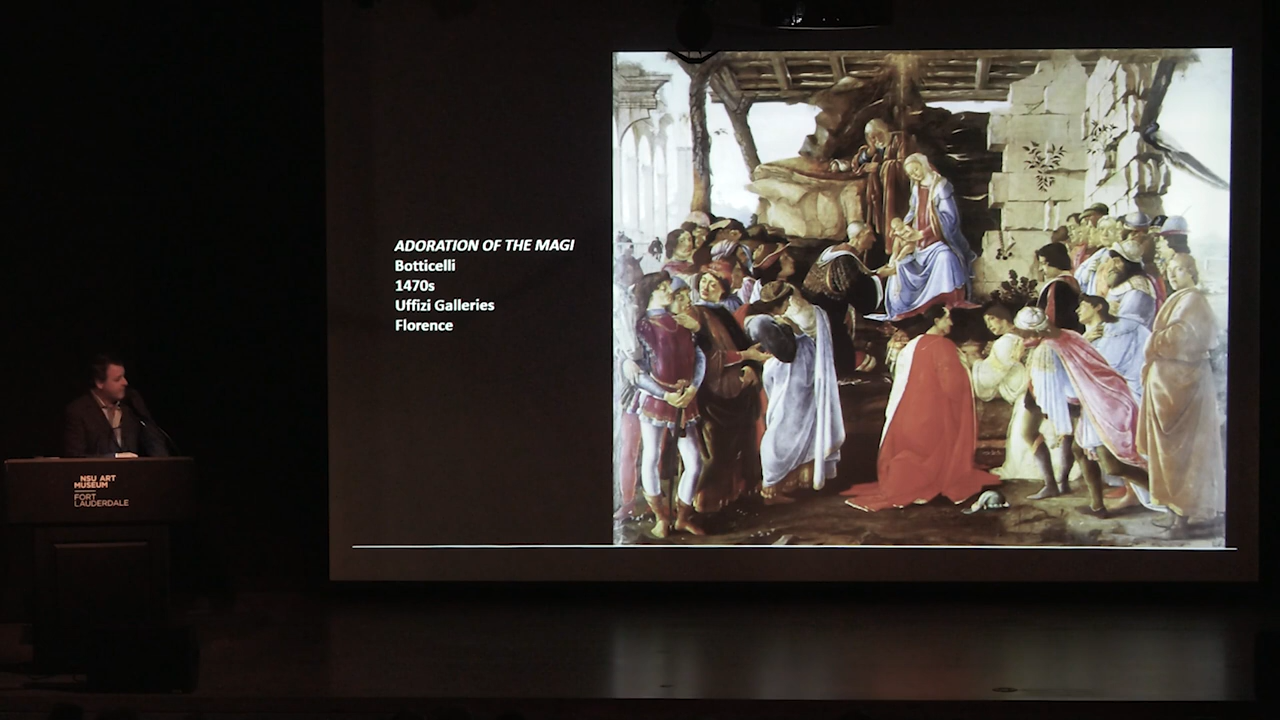 ADORATION OF THE MAGI
Botticelli
1470s
Uffizi Galleries
Florence
NSU ART
MUSEUM
FORT
LAUDERDALE